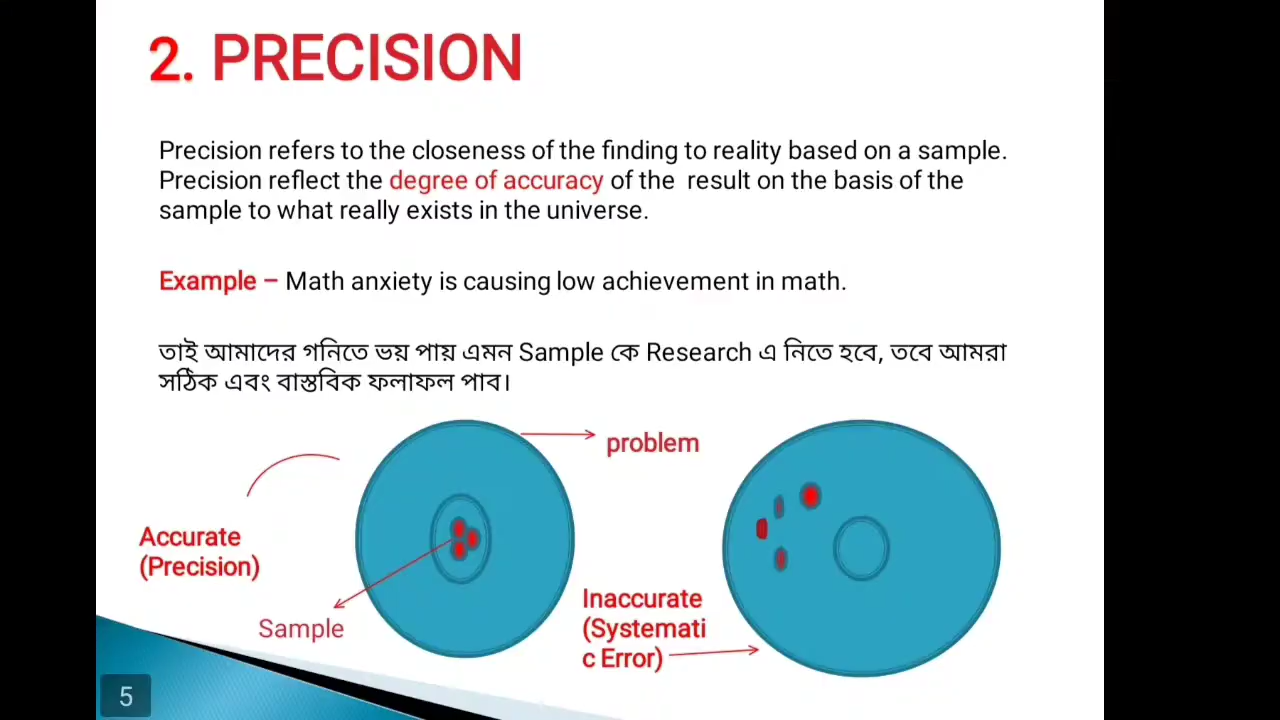 2. PRECISION
Precision refers to the closeness of the finding to reality based on a sample.
Precision reflect the degree of accuracy of the result on the basis of the
sample to what really exists in the universe.
Example – Math anxiety is causing low achievement in math.
তাই আমাদের গনিতে ভয় পায় এমন Sample কে Research এ নিতে হবে, তবে আমরা
সঠিক এবং বাস্তবিক ফলাফল পাব।
problem
Accurate
(Precision)
Sample
Inaccurate
(Systemati
c Error)
5